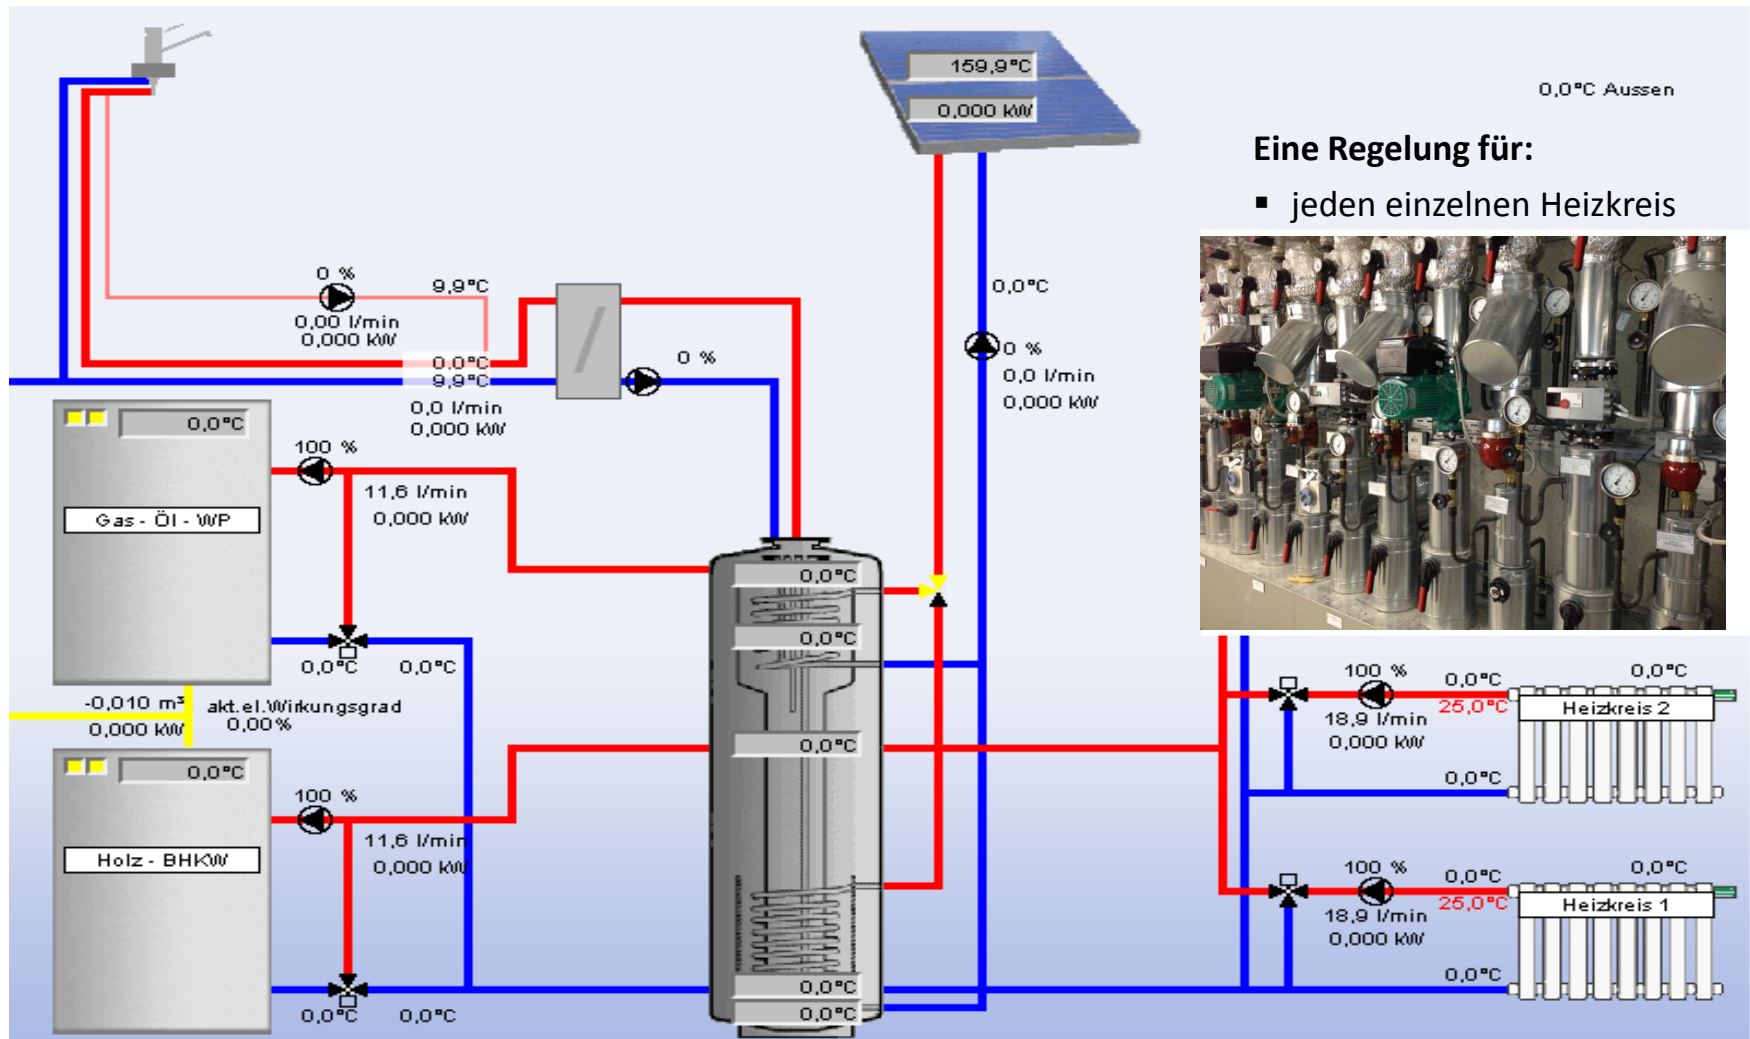 159,9°C
0,000 kW
0,0°C Aussen
Eine Regelung für:
▪ jeden einzelnen Heizkreis
0 %
9,9°C
0,00 l/min
0,000 kW
0,0°C
9,9°C
0 %
0,0 l/min
0,000 kW
0,0°C
0 %
0,0 l/min
0,000 kW
0,0°C
100 %
11,6 l/min
0,000 kW
Gas - Öl - WP
0,0°C
0,0°C
-0,010 m³
0,000 kW
akt.el.Wirkungsgrad
0,00%
0,0°C
100 %
11,6 l/min
0,000 kW
Holz - BHKW
0,0°C
0,0°C
0,0°C
0,0°C
0,0°C
0,0°C
0,0°C
100 %
0,0°C
0,0°C
25,0°C
Heizkreis 2
18,9 l/min
0,000 kW
0,0°C
100 %
0,0°C
0,0°C
25,0°C
Heizkreis 1
18,9 l/min
0,000 kW
0,0°C